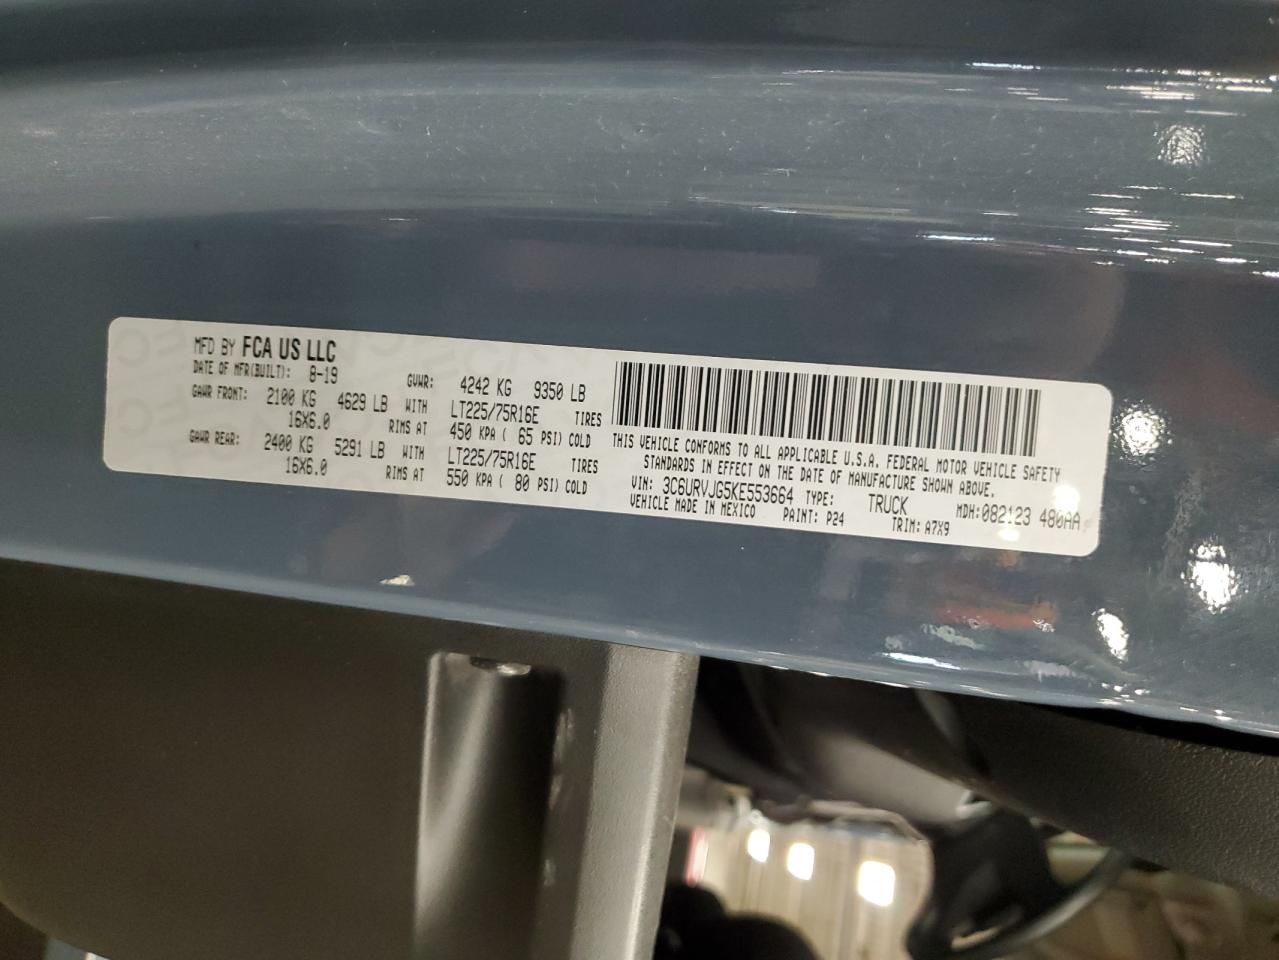 MFD BY FCA US LLC
DATE OF MFR(BUILT): 8-19 GVWR: 4242 KG 9350 LB
GAWR FRONT: 2100 KG 4629 LB WITH LT225/75R16E TIRES
16X6.0 RIMS AT 450 KPA ( 65 PSI) COLD
GAWR REAR: 2400 KG 5291 LB WITH LT225/75R16E TIRES
16X6.0 RIMS AT 550 KPA ( 80 PSI) COLD
THIS VEHICLE CONFORMS TO ALL APPLICABLE U.S.A. FEDERAL MOTOR VEHICLE SAFETY
STANDARDS IN EFFECT ON THE DATE OF MANUFACTURE SHOWN ABOVE.
VIN: 3C6URVJG5KE553664 TYPE: TRUCK MDH:082123 480AA
VEHICLE MADE IN MEXICO PAINT: P24 TRIM: A7X9